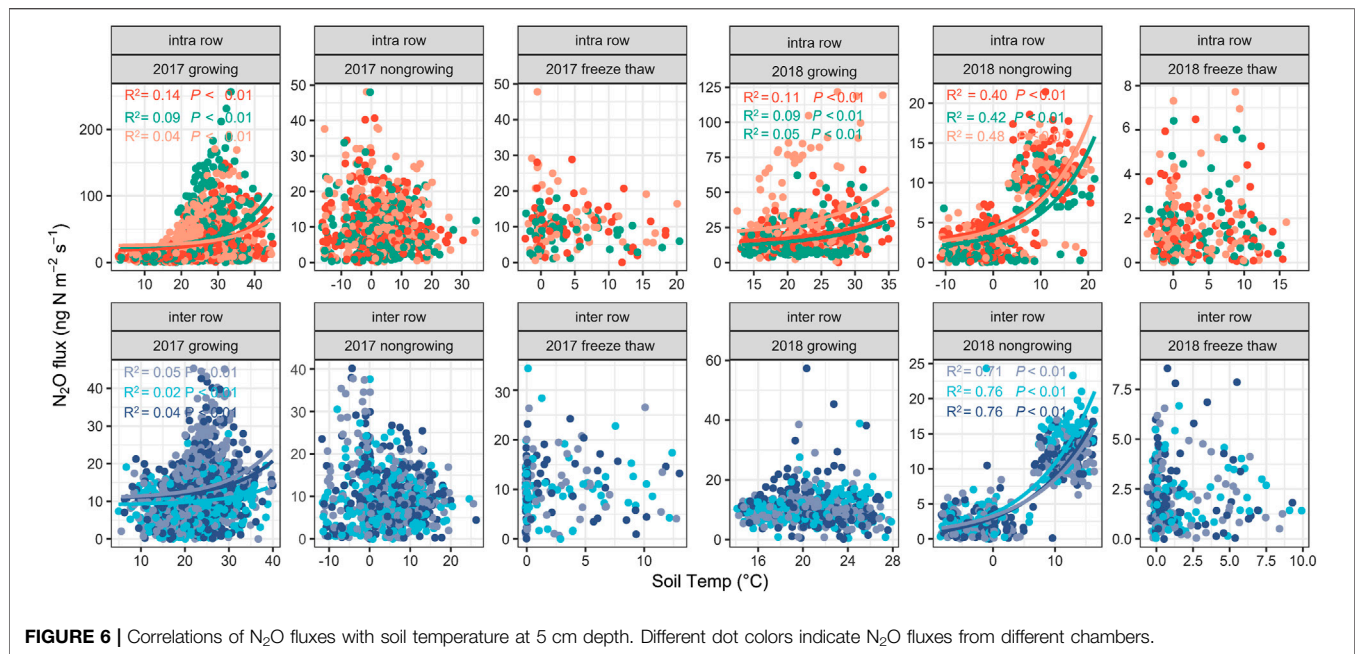 intra row
2017 growing
R² = 0.14 P < 0.01
R² = 0.09 P < 0.01
R² = 0.04 P < 0.01
0
100
200
10
20
30
40
intra row
2017 nongrowing
0
10
20
30
40
50
-10
0
10
20
30
intra row
2017 freeze thaw
0
10
20
30
40
50
0
5
10
15
20
intra row
2018 growing
R² = 0.11 P < 0.01
R² = 0.09 P < 0.01
R² = 0.05 P < 0.01
0
25
50
75
100
125
15
20
25
30
35
intra row
2018 nongrowing
R² = 0.40 P < 0.01
R² = 0.42 P < 0.01
R² = 0.48
0
5
10
15
20
-10
0
10
20
intra row
2018 freeze thaw
0
2
4
6
8
0
5
10
15
N₂O flux (ng N m⁻² s⁻¹)
inter row
2017 growing
R² = 0.05 P < 0.01
R² = 0.02 P < 0.01
R² = 0.04 P < 0.01
0
10
20
30
40
10
20
30
40
inter row
2017 nongrowing
0
10
20
30
40
-10
0
10
20
inter row
2017 freeze thaw
0
10
20
30
0
5
10
inter row
2018 growing
0
20
40
60
16
20
24
28
inter row
2018 nongrowing
R² = 0.71 P < 0.01
R² = 0.76 P < 0.01
R² = 0.76 P < 0.01
0
5
10
15
20
25
0
10
inter row
2018 freeze thaw
0.0
2.5
5.0
7.5
0.0
2.5
5.0
7.5
10.0
Soil Temp (°C)
FIGURE 6 | Correlations of N₂O fluxes with soil temperature at 5 cm depth. Different dot colors indicate N₂O fluxes from different chambers.